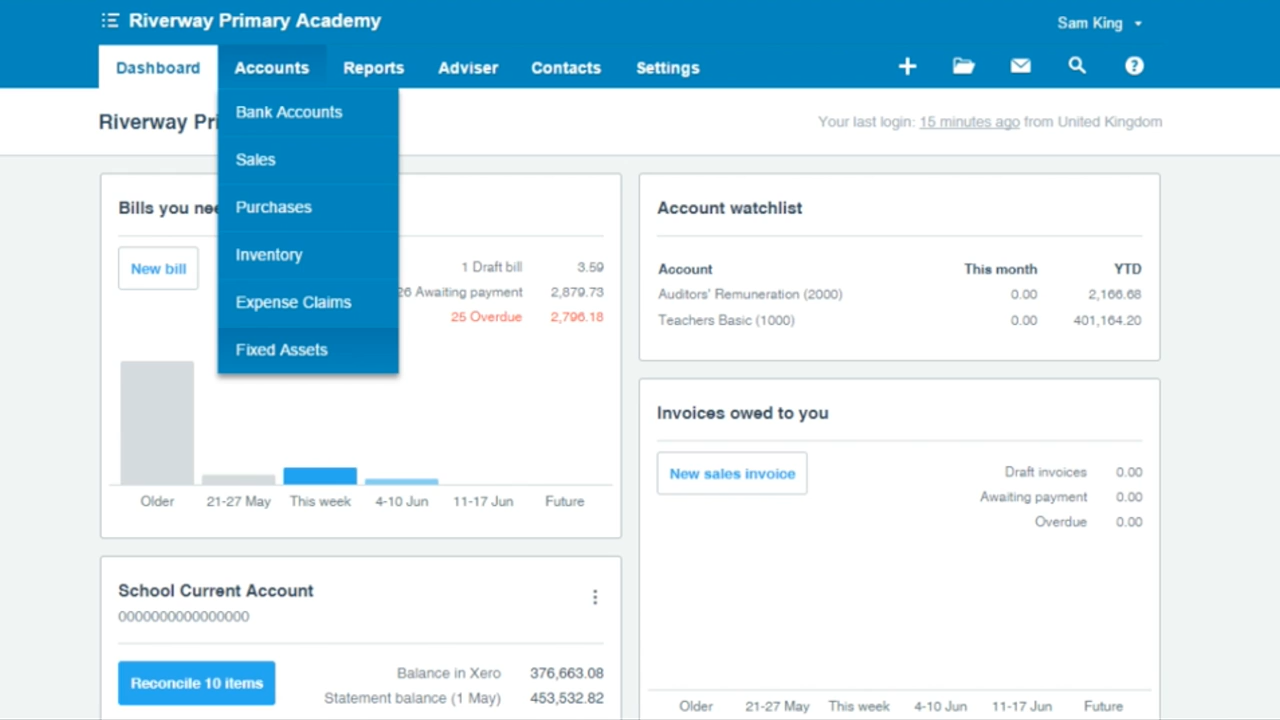 Riverway Primary Academy
Sam King
Dashboard Accounts Reports Adviser Contacts Settings
Bank Accounts
Sales
Purchases
Inventory
Expense Claims
Fixed Assets
Riverway Pri
Your last login: 15 minutes ago from United Kingdom
Bills you nee
New bill
1 Draft bill 3.59
26 Awaiting payment 2,879.73
25 Overdue 2,796.18
Older 21-27 May This week 4-10 Jun 11-17 Jun Future
School Current Account
0000000000000000
Reconcile 10 items
Balance in Xero 376,663.08
Statement balance (1 May) 453,532.82
Account watchlist
Account This month YTD
Auditors' Remuneration (2000) 0.00 2,166.68
Teachers Basic (1000) 0.00 401,164.20
Invoices owed to you
New sales invoice
Draft invoices 0.00
Awaiting payment 0.00
Overdue 0.00
Older 21-27 May This week 4-10 Jun 11-17 Jun Future